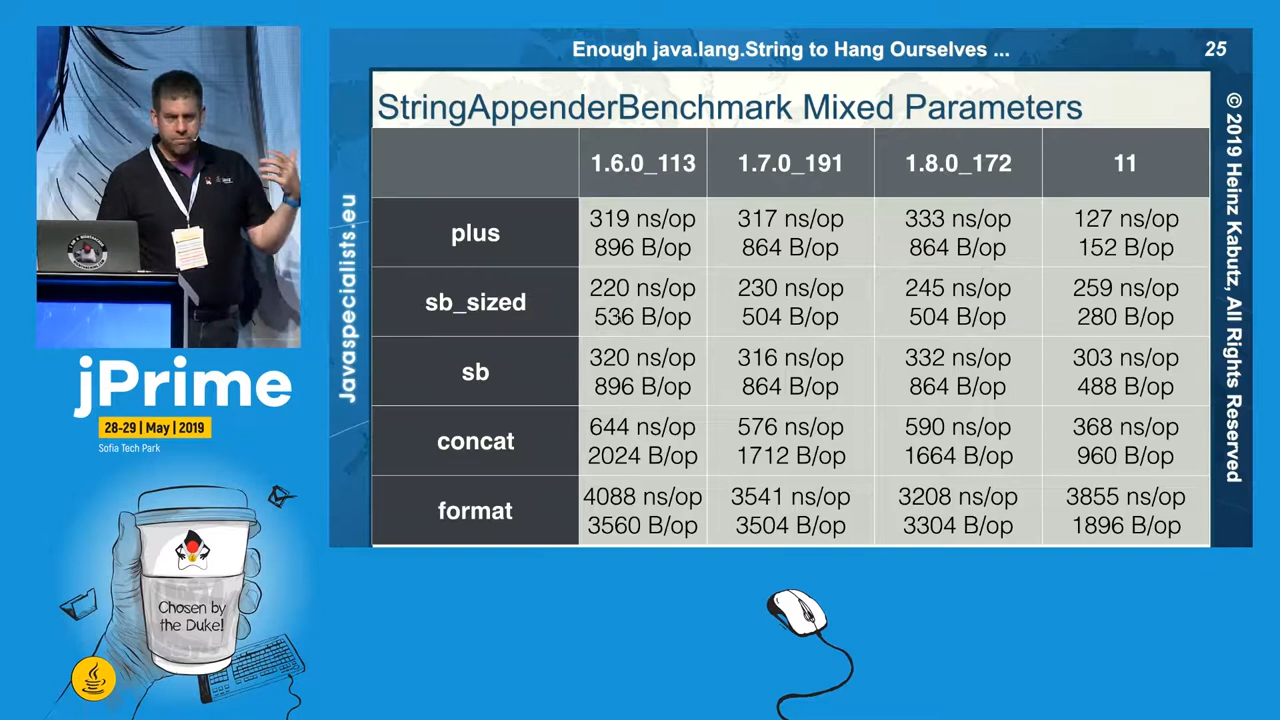 Enough java.lang.String to Hang Ourselves ...
25
StringAppenderBenchmark Mixed Parameters
1.6.0_113 1.7.0_191 1.8.0_172 11
plus
319 ns/op 317 ns/op 333 ns/op 127 ns/op
896 B/op 864 B/op 864 B/op 152 B/op
sb_sized
220 ns/op 230 ns/op 245 ns/op 259 ns/op
536 B/op 504 B/op 504 B/op 280 B/op
sb
320 ns/op 316 ns/op 332 ns/op 303 ns/op
896 B/op 864 B/op 864 B/op 488 B/op
concat
644 ns/op 576 ns/op 590 ns/op 368 ns/op
2024 B/op 1712 B/op 1664 B/op 960 B/op
format
4088 ns/op 3541 ns/op 3208 ns/op 3855 ns/op
3560 B/op 3504 B/op 3304 B/op 1896 B/op
Javaspecialists.eu
© 2019 Heinz Kabutz, All Rights Reserved
jPrime
28-29 | May | 2019
Sofia Tech Park
Chosen by
the Duke!